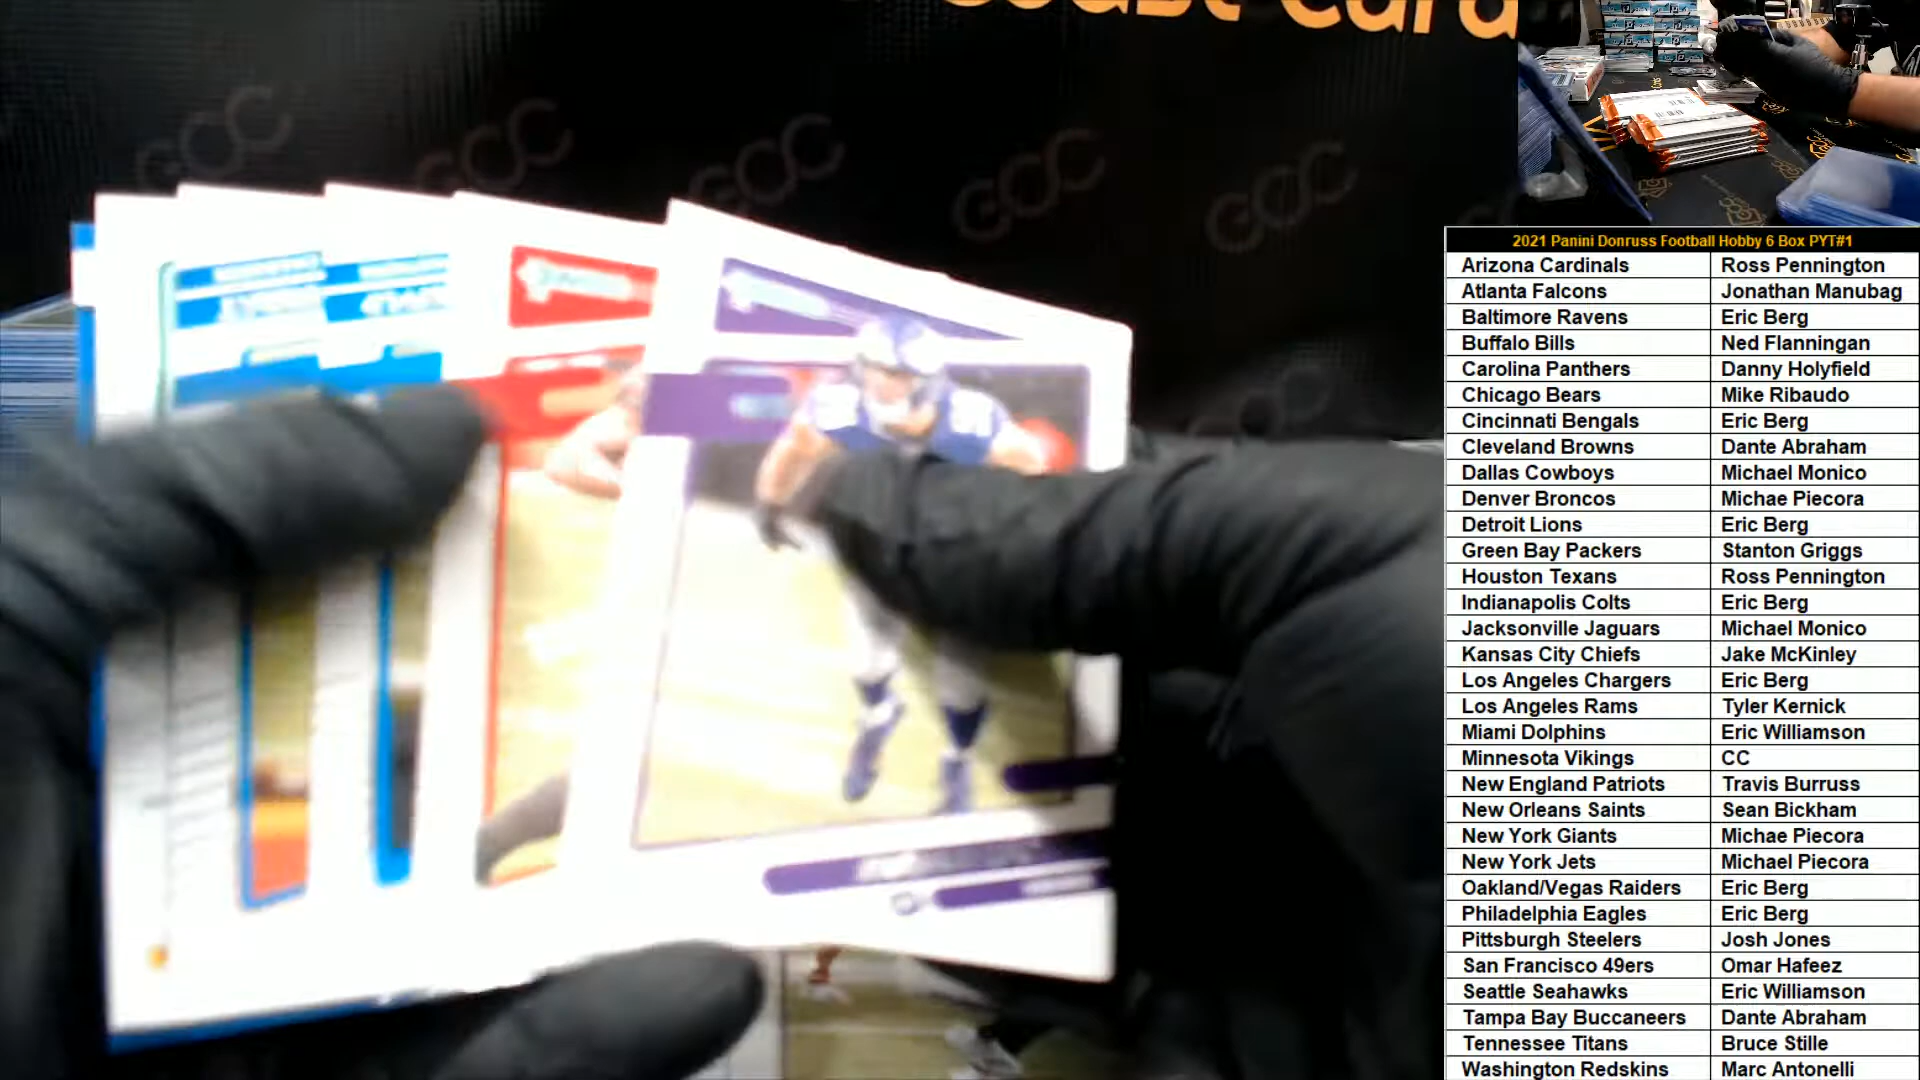 Coast Card
GCC GCC GCC GCC GCC
2021 Panini Donruss Football Hobby 6 Box PYT#1
Arizona Cardinals Ross Pennington
Atlanta Falcons Jonathan Manubag
Baltimore Ravens Eric Berg
Buffalo Bills Ned Flanningan
Carolina Panthers Danny Holyfield
Chicago Bears Mike Ribaudo
Cincinnati Bengals Eric Berg
Cleveland Browns Dante Abraham
Dallas Cowboys Michael Monico
Denver Broncos Michae Piecora
Detroit Lions Eric Berg
Green Bay Packers Stanton Griggs
Houston Texans Ross Pennington
Indianapolis Colts Eric Berg
Jacksonville Jaguars Michael Monico
Kansas City Chiefs Jake McKinley
Los Angeles Chargers Eric Berg
Los Angeles Rams Tyler Kernick
Miami Dolphins Eric Williamson
Minnesota Vikings CC
New England Patriots Travis Burruss
New Orleans Saints Sean Bickham
New York Giants Michae Piecora
New York Jets Michael Piecora
Oakland/Vegas Raiders Eric Berg
Philadelphia Eagles Eric Berg
Pittsburgh Steelers Josh Jones
San Francisco 49ers Omar Hafeez
Seattle Seahawks Eric Williamson
Tampa Bay Buccaneers Dante Abraham
Tennessee Titans Bruce Stille
Washington Redskins Marc Antonelli